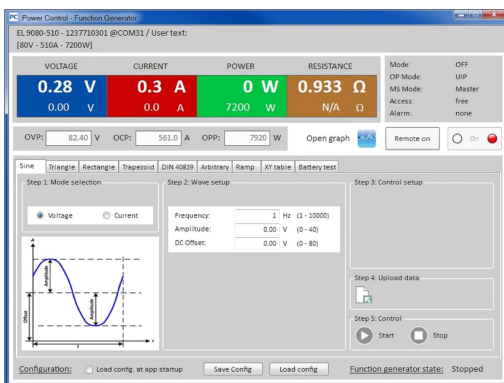 PC Power Control - Function Generator
EL 9080-510 - 1237710301 @COM31 / User text:
[80V - 510A - 7200W]
VOLTAGE CURRENT POWER RESISTANCE
0.28 V 0.3 A 0 W 0.933 Ω
0.00 V 0.0 A 7200 W N/A Ω
Mode: OFF
OP Mode: UIP
MS Mode: Master
Access: free
Alarm: none
OVP: 82.40 V OCP: 561.0 A OPP: 7920 W Open graph Remote on On
Sine Triangle Rectangle Trapezoid DIN 40839 Arbitrary Ramp XY table Battery test
Step 1: Mode selection
Voltage Current
A
Amplitude
Amplitude
Offset
t
Step 2: Wave setup
Frequency: 1 Hz (1 - 10000)
Amplitude: 0.00 V (0 - 40)
DC Offset: 0.00 V (0 - 80)
Step 3: Control setup
Step 4: Upload data
Step 5: Control
Start Stop
Configuration: Load config. at app startup Save Config Load config Function generator state: Stopped